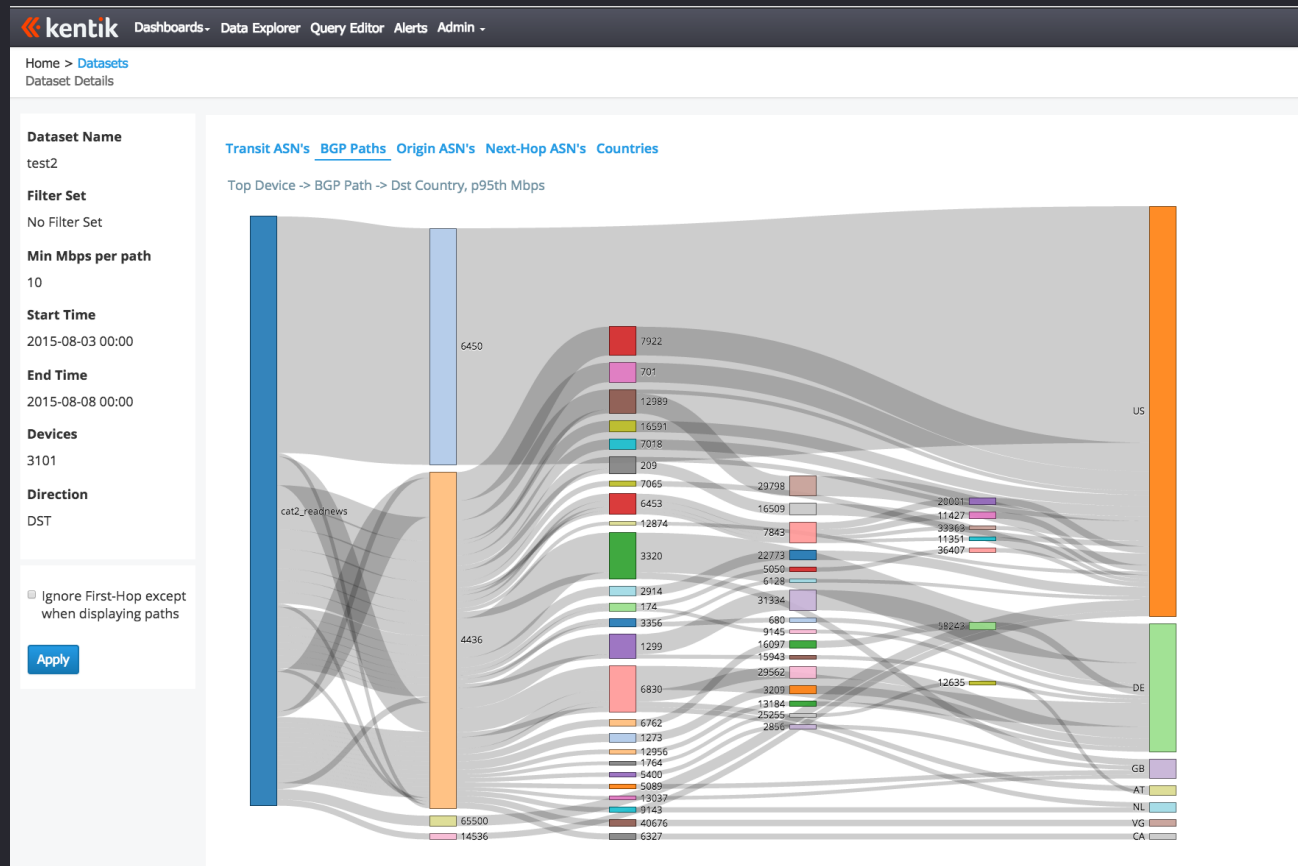 kentik Dashboards Data Explorer Query Editor Alerts Admin
Home > Datasets
Dataset Details
Dataset Name
test2
Filter Set
No Filter Set
Min Mbps per path
10
Start Time
2015-08-03 00:00
End Time
2015-08-08 00:00
Devices
3101
Direction
DST
Ignore First-Hop except
when displaying paths
Apply
Transit ASN's BGP Paths Origin ASN's Next-Hop ASN's Countries
Top Device -> BGP Path -> Dst Country, p95th Mbps
cat2_readnews
6450
4436
65500
14536
7922
701
12989
16591
7018
209
7065
6453
12874
3320
2914
174
3356
1299
6830
6762
1273
12956
1764
5400
5089
13037
9143
40676
6327
29798
16509
7843
22773
5050
6128
31334
680
9145
16097
15943
29562
3209
13184
25255
2856
20001
11427
33363
11351
36407
58243
12635
US
DE
GB
AT
NL
VG
CA